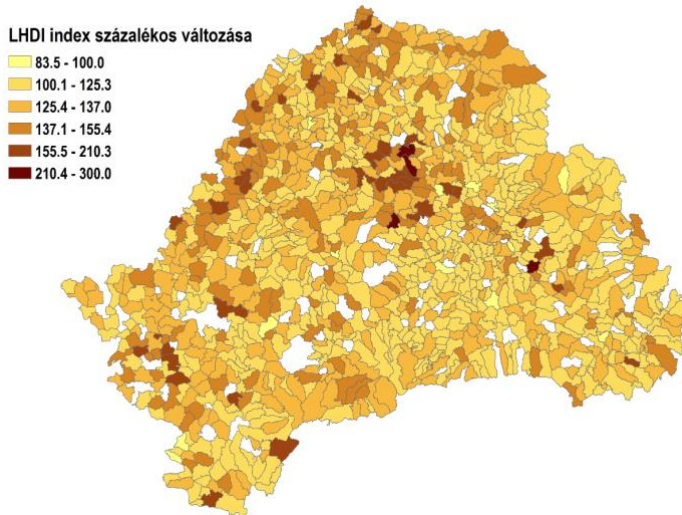 LHDI index százalékos változása
83.5 - 100.0
100.1 - 125.3
125.4 - 137.0
137.1 - 155.4
155.5 - 210.3
210.4 - 300.0